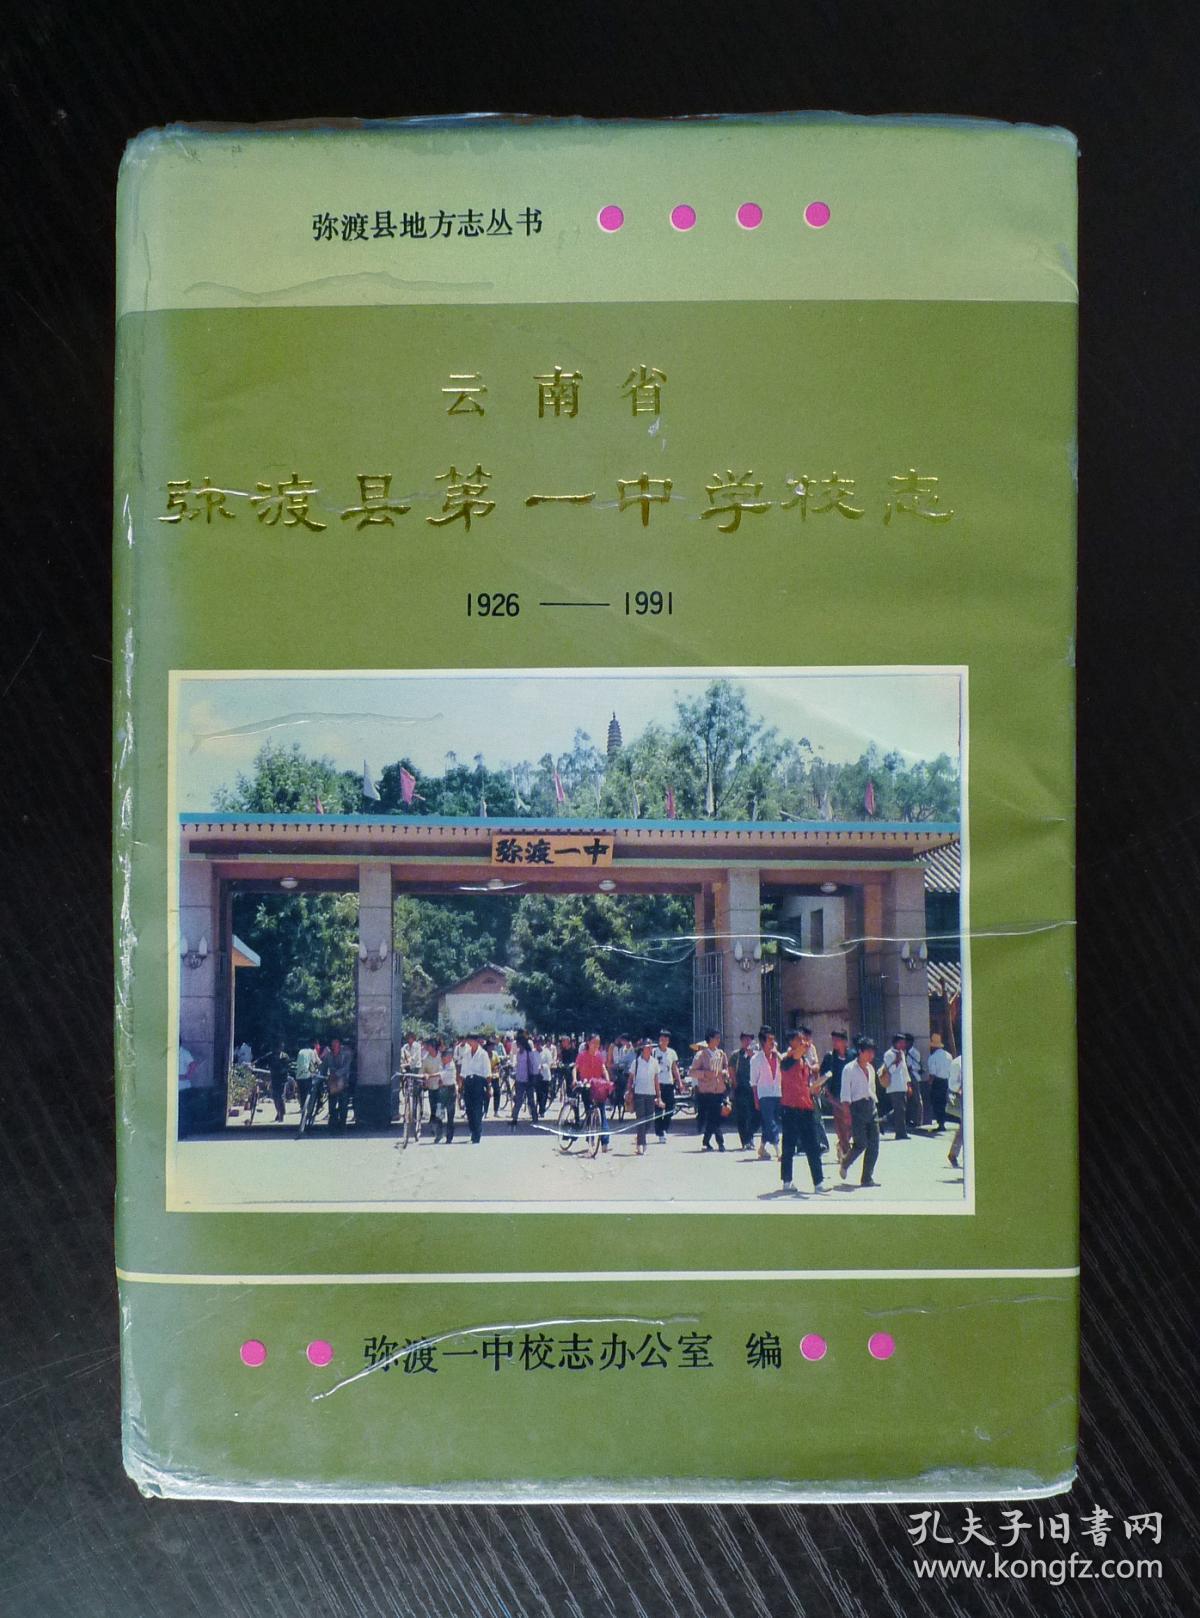 弥渡县地方志丛书
云南省
弥渡县第一中学校志
1926 —— 1991
弥渡一中
弥渡一中校志办公室 编
孔夫子旧书网
www.kongfz.com